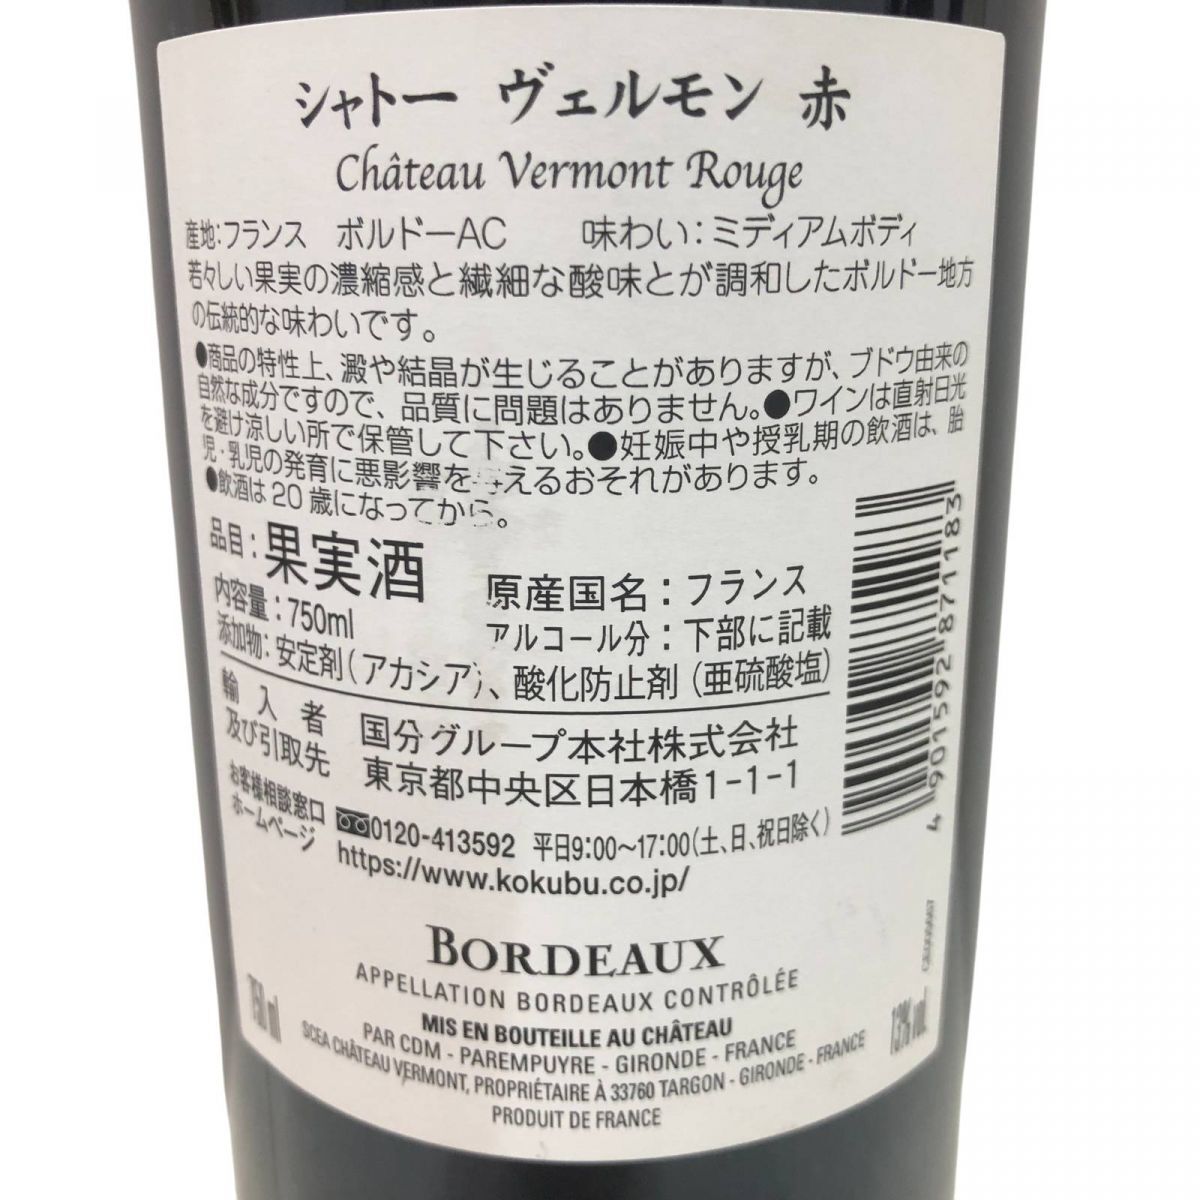 シャトー ヴェルモン 赤
Château Vermont Rouge
産地:フランス ボルドーAC 味わい:ミディアムボディ
若々しい果実の濃縮感と繊細な酸味とが調和したボルドー地方
の伝統的な味わいです。
●商品の特性上、澱や結晶が生じることがありますが、ブドウ由来の
自然な成分ですので、品質に問題はありません。●ワインは直射日光
を避け涼しい所で保管して下さい。●妊娠中や授乳期の飲酒は、胎
児・乳児の発育に悪影響を与えるおそれがあります。
●飲酒は20歳になってから。
品目:果実酒
原産国名:フランス
内容量:750ml
アルコール分:下部に記載
添加物:安定剤(アカシア)、酸化防止剤(亜硫酸塩)
輸入者
及び引取先
国分グループ本社株式会社
東京都中央区日本橋1-1-1
お客様相談窓口
0120-413592 平日9:00〜17:00(土、日、祝日除く)
ホームページ
https://www.kokubu.co.jp/
4 901592 871183
BORDEAUX
APPELLATION BORDEAUX CONTRÔLÉE
750 ml
MIS EN BOUTEILLE AU CHÂTEAU
13% vol.
PAR CDM - PAREMPUYRE - GIRONDE - FRANCE
SCEA CHÂTEAU VERMONT, PROPRIÉTAIRE À 33760 TARGON - GIRONDE - FRANCE
PRODUIT DE FRANCE